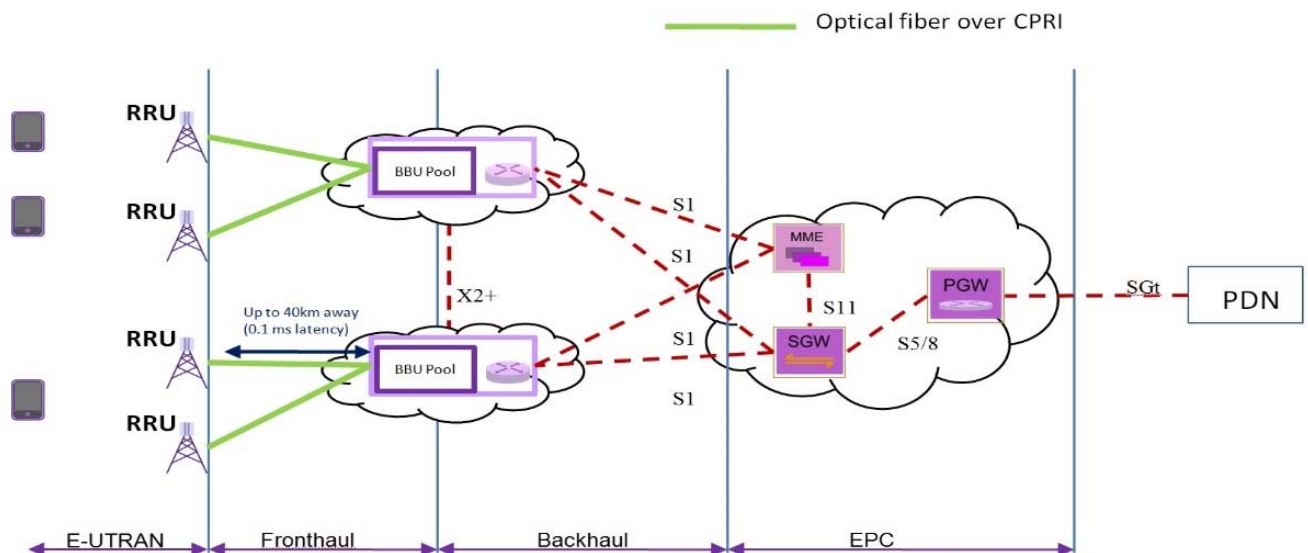 Optical fiber over CPRI
RRU
BBU Pool
RRU
S1
MME
S1
X2+
S11
PGW
SGt
PDN
Up to 40km away
(0.1 ms latency)
RRU
BBU Pool
S1
SGW
S5/8
S1
RRU
E-UTRAN
Fronthaul
Backhaul
EPC